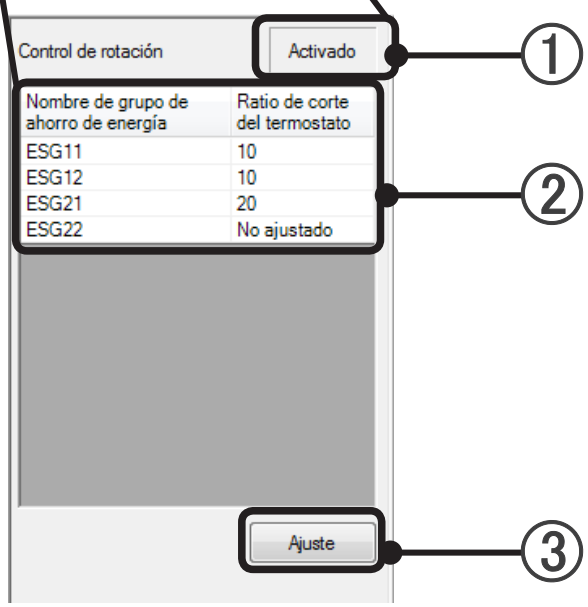 Control de rotación Activado
1
Nombre de grupo de ahorro de energía Ratio de corte del termostato
ESG11 10
ESG12 10
ESG21 20
ESG22 No ajustado
2
Ajuste
3